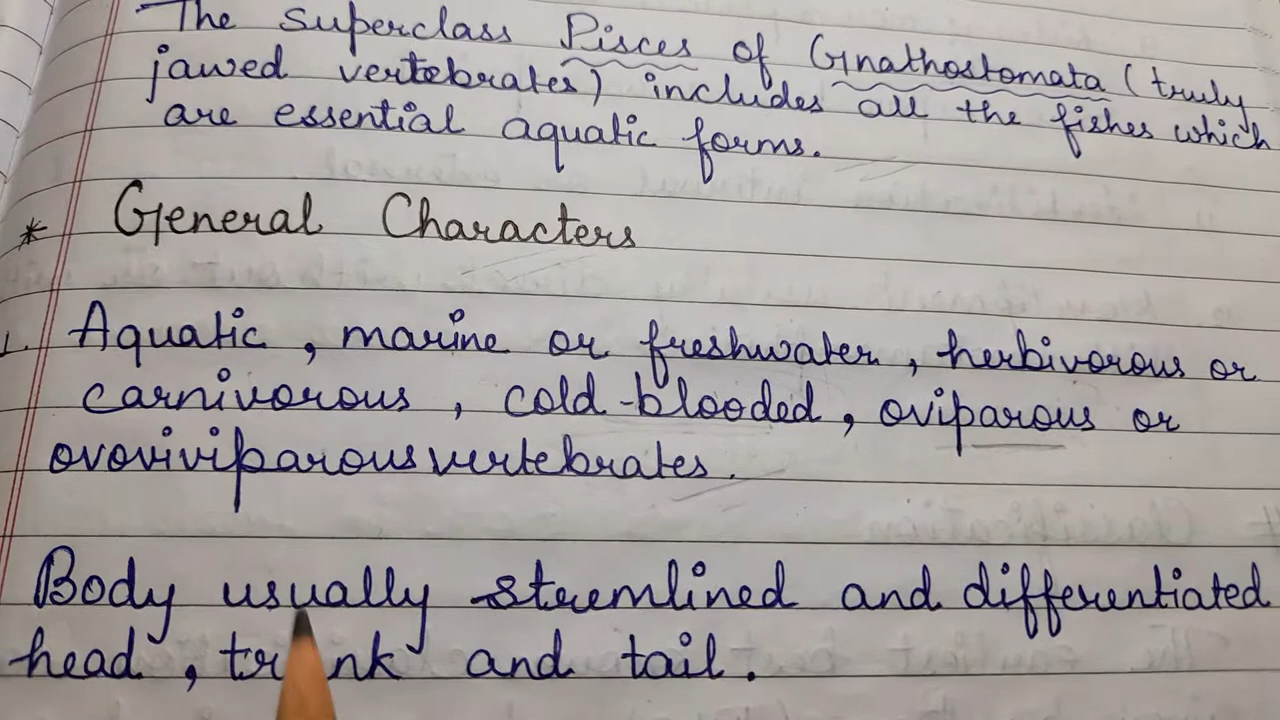 The superclass Pisces of Gnathostomata (truly
jawed vertebrates) includes all the fishes which
are essential aquatic forms.
* General Characters
1. Aquatic, marine or freshwater, herbivorous or
carnivorous, cold-blooded, oviparous or
ovoviviparous vertebrates.
Body usually stremlined and differentiated
head, and tail.